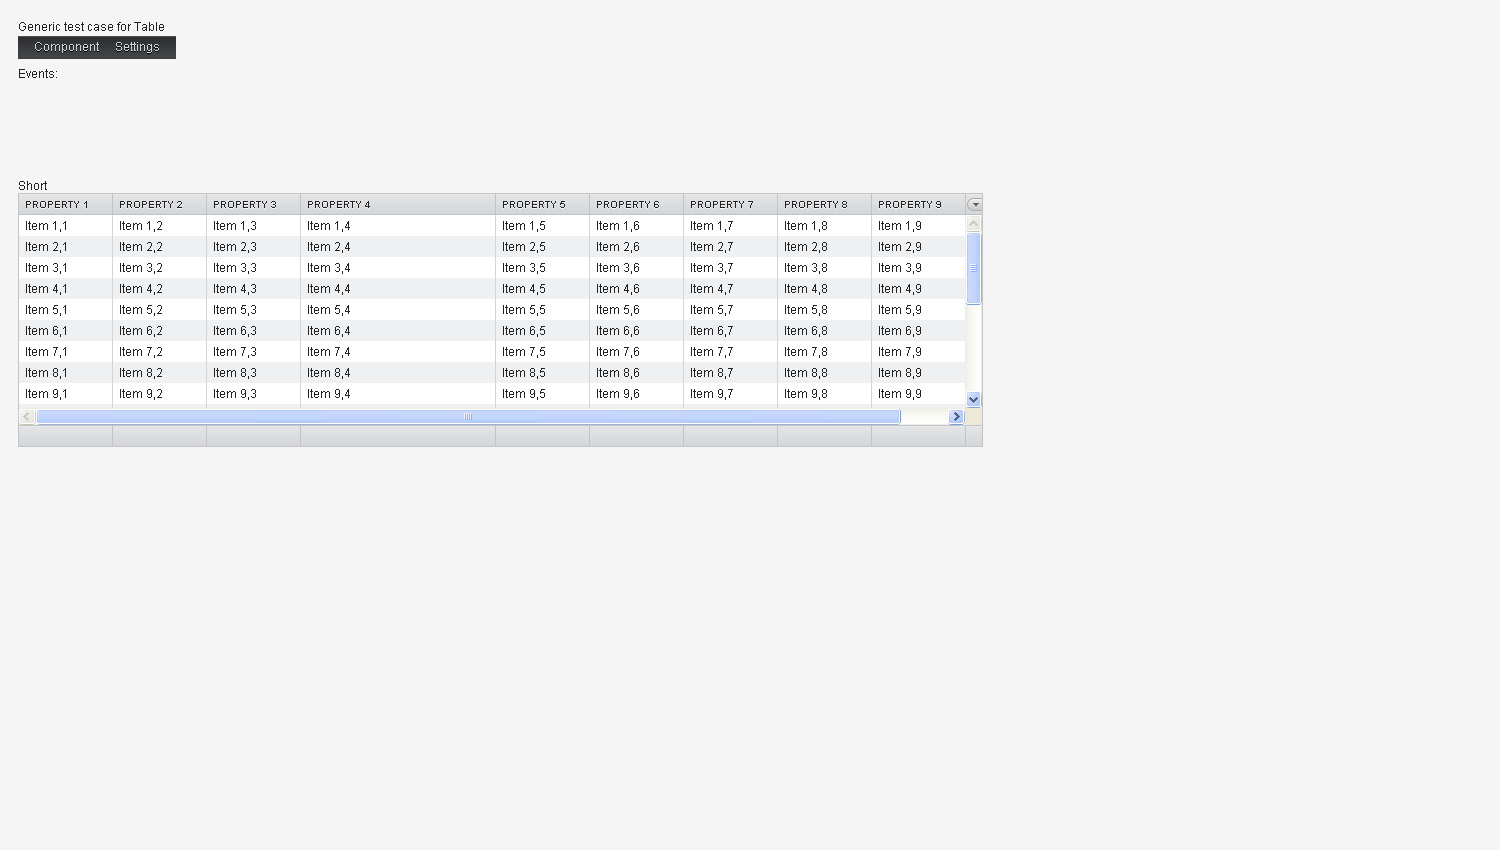 Generic test case for Table
Component Settings
Events:
Short
PROPERTY 1 PROPERTY 2 PROPERTY 3 PROPERTY 4 PROPERTY 5 PROPERTY 6 PROPERTY 7 PROPERTY 8 PROPERTY 9
Item 1,1 Item 1,2 Item 1,3 Item 1,4 Item 1,5 Item 1,6 Item 1,7 Item 1,8 Item 1,9
Item 2,1 Item 2,2 Item 2,3 Item 2,4 Item 2,5 Item 2,6 Item 2,7 Item 2,8 Item 2,9
Item 3,1 Item 3,2 Item 3,3 Item 3,4 Item 3,5 Item 3,6 Item 3,7 Item 3,8 Item 3,9
Item 4,1 Item 4,2 Item 4,3 Item 4,4 Item 4,5 Item 4,6 Item 4,7 Item 4,8 Item 4,9
Item 5,1 Item 5,2 Item 5,3 Item 5,4 Item 5,5 Item 5,6 Item 5,7 Item 5,8 Item 5,9
Item 6,1 Item 6,2 Item 6,3 Item 6,4 Item 6,5 Item 6,6 Item 6,7 Item 6,8 Item 6,9
Item 7,1 Item 7,2 Item 7,3 Item 7,4 Item 7,5 Item 7,6 Item 7,7 Item 7,8 Item 7,9
Item 8,1 Item 8,2 Item 8,3 Item 8,4 Item 8,5 Item 8,6 Item 8,7 Item 8,8 Item 8,9
Item 9,1 Item 9,2 Item 9,3 Item 9,4 Item 9,5 Item 9,6 Item 9,7 Item 9,8 Item 9,9